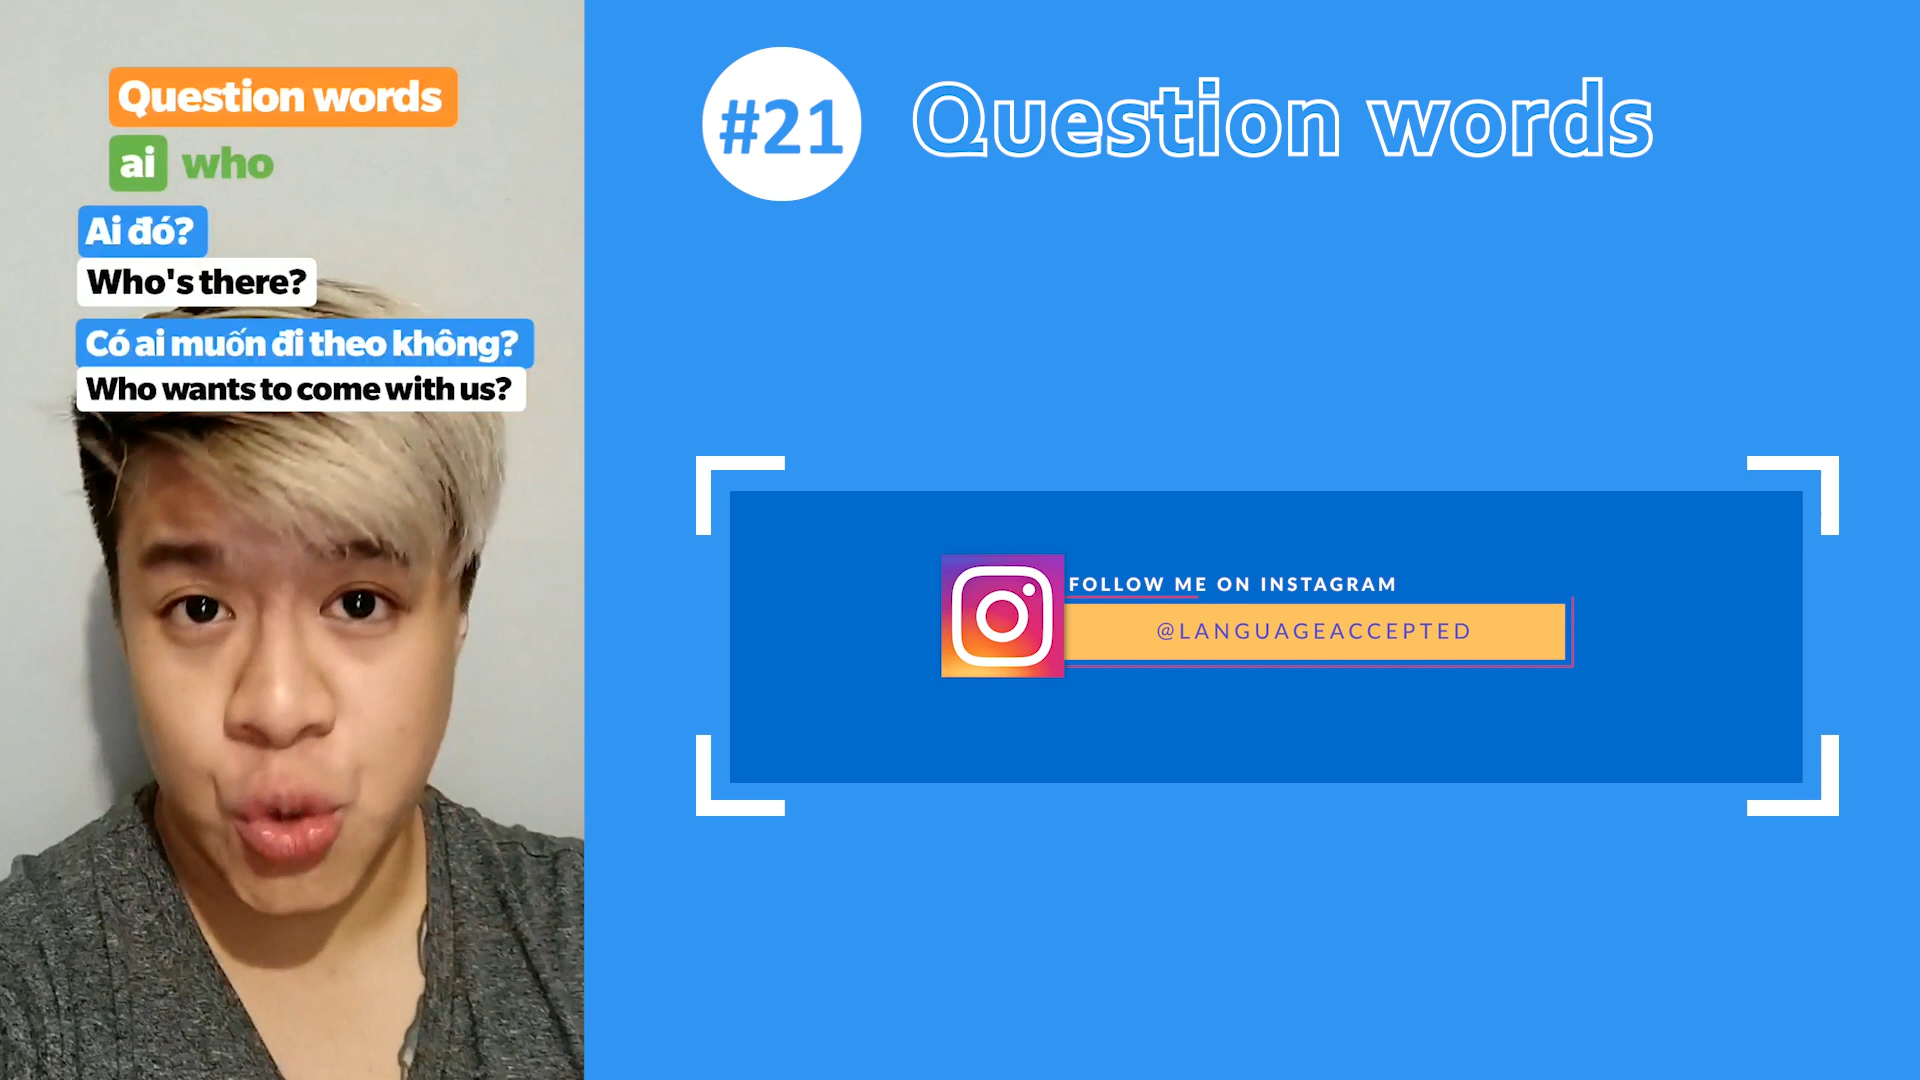 Question words
ai who
Ai đó?
Who's there?
Có ai muốn đi theo không?
Who wants to come with us?
#21 Question words
FOLLOW ME ON INSTAGRAM
@LANGUAGEACCEPTED